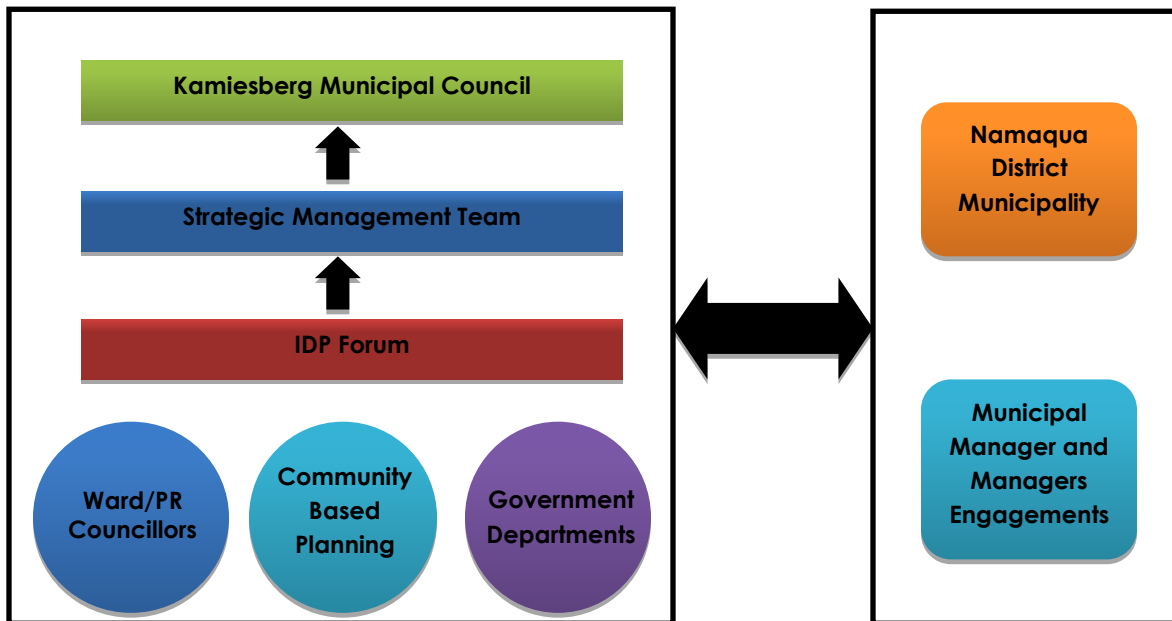 Kamiesberg Municipal Council
Strategic Management Team
IDP Forum
Ward/PR
Councillors
Community
Based
Planning
Government
Departments
Namaqua
District
Municipality
Municipal
Manager and
Managers
Engagements